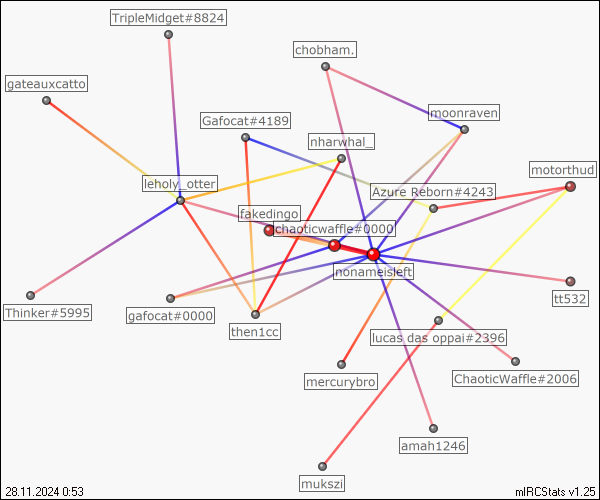 TripleMidget#8824
chobham.
gateauxcatto
moonraven
Gafocat#4189
nharwhal_
motorthud
leholy_otter
Azure Reborn#4243
fakedingo
chaoticwaffle#0000
nonameisleft
Thinker#5995
tt532
gafocat#0000
then1cc
lucas das oppai#2396
mercurybro
ChaoticWaffle#2006
amah1246
mukszi
28.11.2024 0:53
mIRCStats v1.25